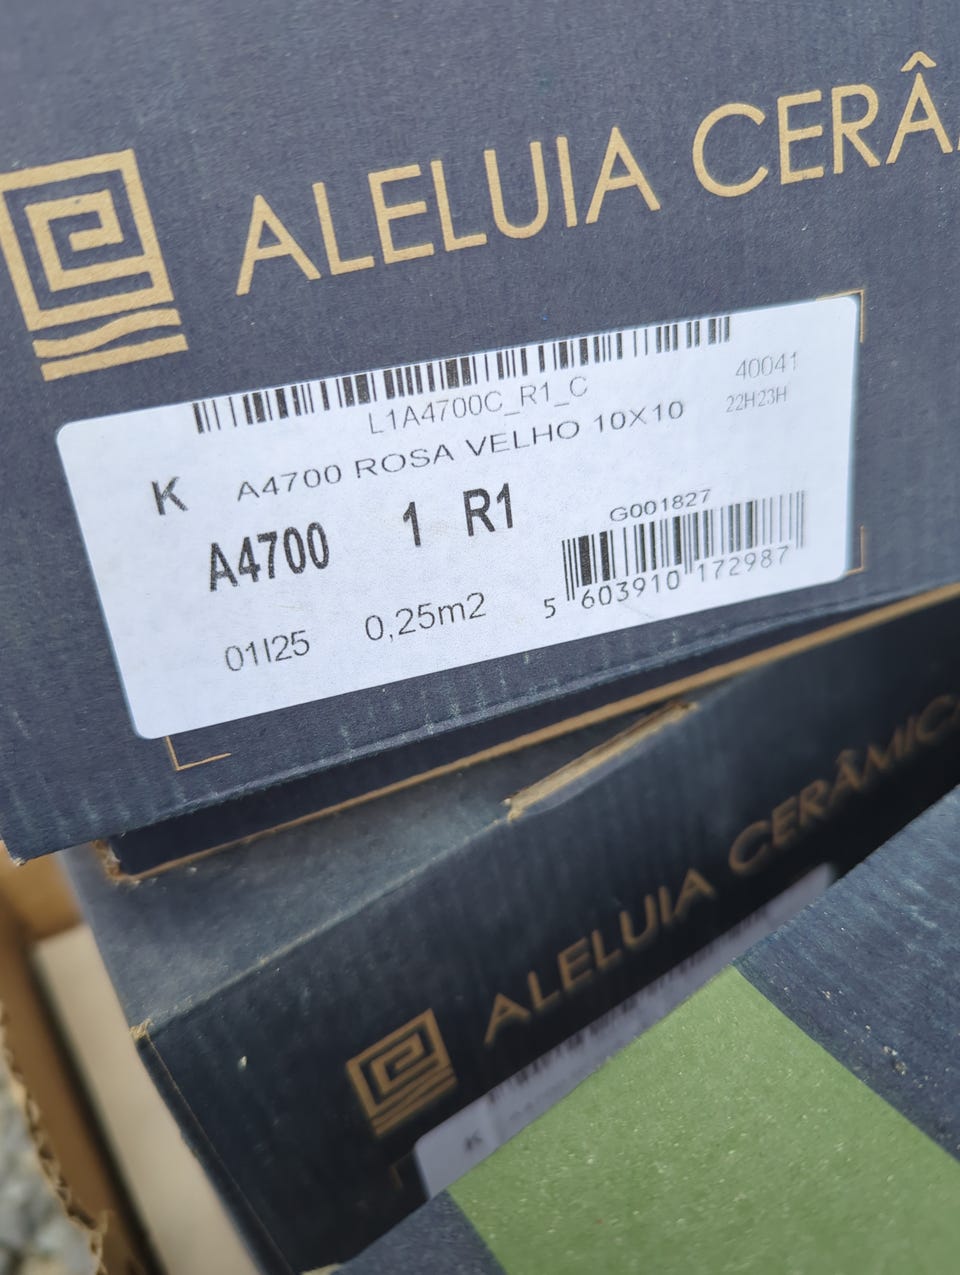 ALELUIA CERÂ
L1A4700C_R1_C
40041
22H23H
K A4700 ROSA VELHO 10X10
A4700 1 R1
G001827
01I25 0,25m2
5 603910 172987
ALELUIA CERÂMIC
K